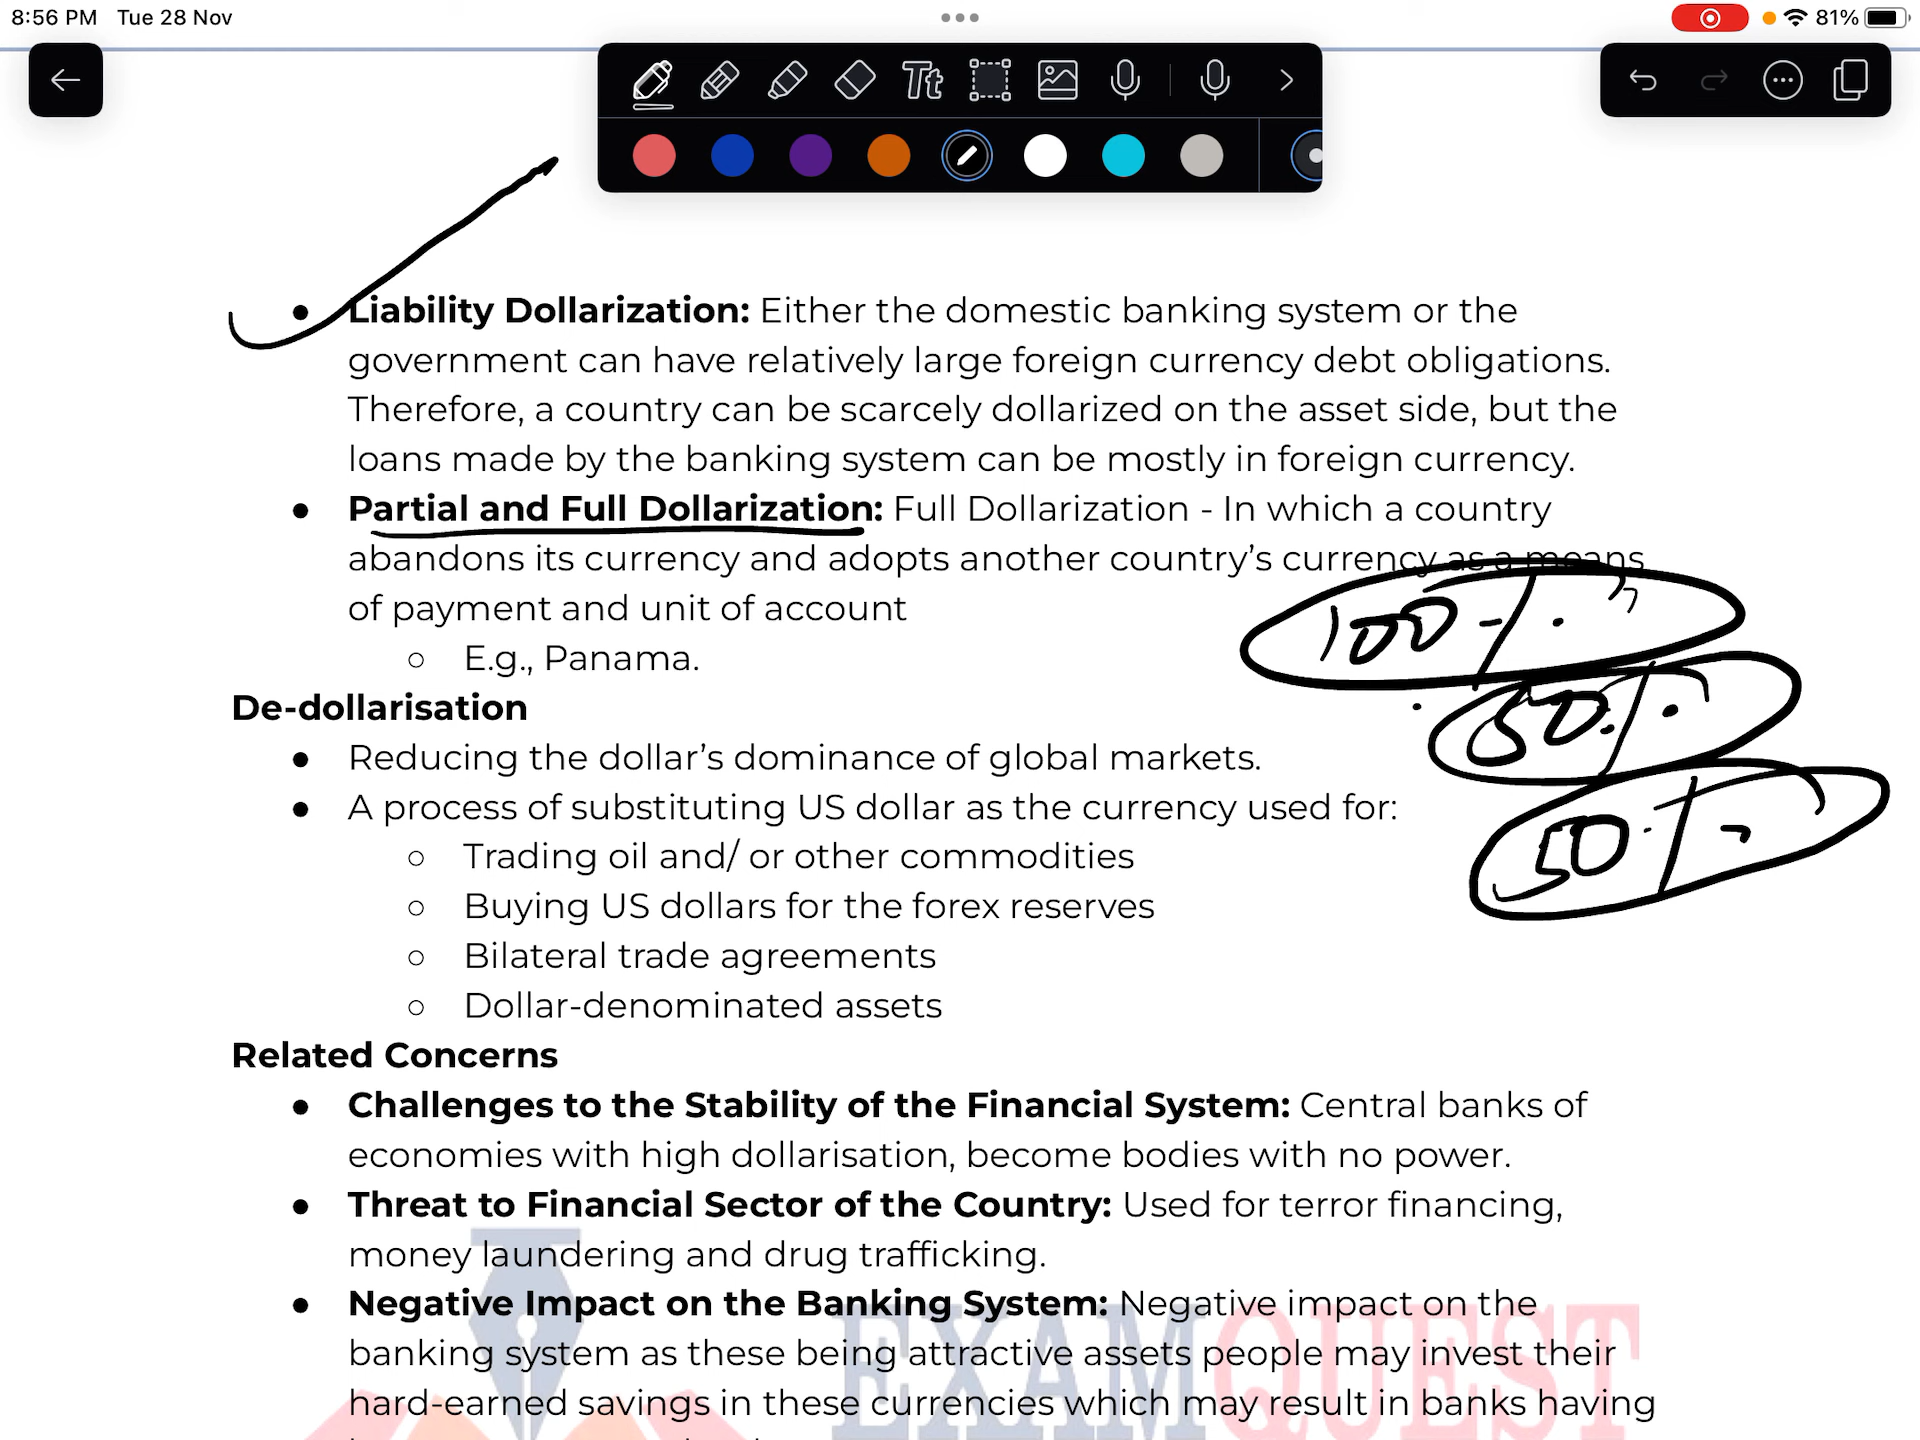 8:56 PM Tue 28 Nov
81%
Tt
Liability Dollarization: Either the domestic banking system or the
government can have relatively large foreign currency debt obligations.
Therefore, a country can be scarcely dollarized on the asset side, but the
loans made by the banking system can be mostly in foreign currency.
Partial and Full Dollarization: Full Dollarization - In which a country
abandons its currency and adopts another country’s currency as a means
of payment and unit of account
100%
E.g., Panama.
50%
De-dollarisation
Reducing the dollar’s dominance of global markets.
A process of substituting US dollar as the currency used for:
50%
Trading oil and/ or other commodities
Buying US dollars for the forex reserves
Bilateral trade agreements
Dollar-denominated assets
Related Concerns
Challenges to the Stability of the Financial System: Central banks of
economies with high dollarisation, become bodies with no power.
Threat to Financial Sector of the Country: Used for terror financing,
money laundering and drug trafficking.
Negative Impact on the Banking System: Negative impact on the
banking system as these being attractive assets people may invest their
hard-earned savings in these currencies which may result in banks having
EXAMQUEST